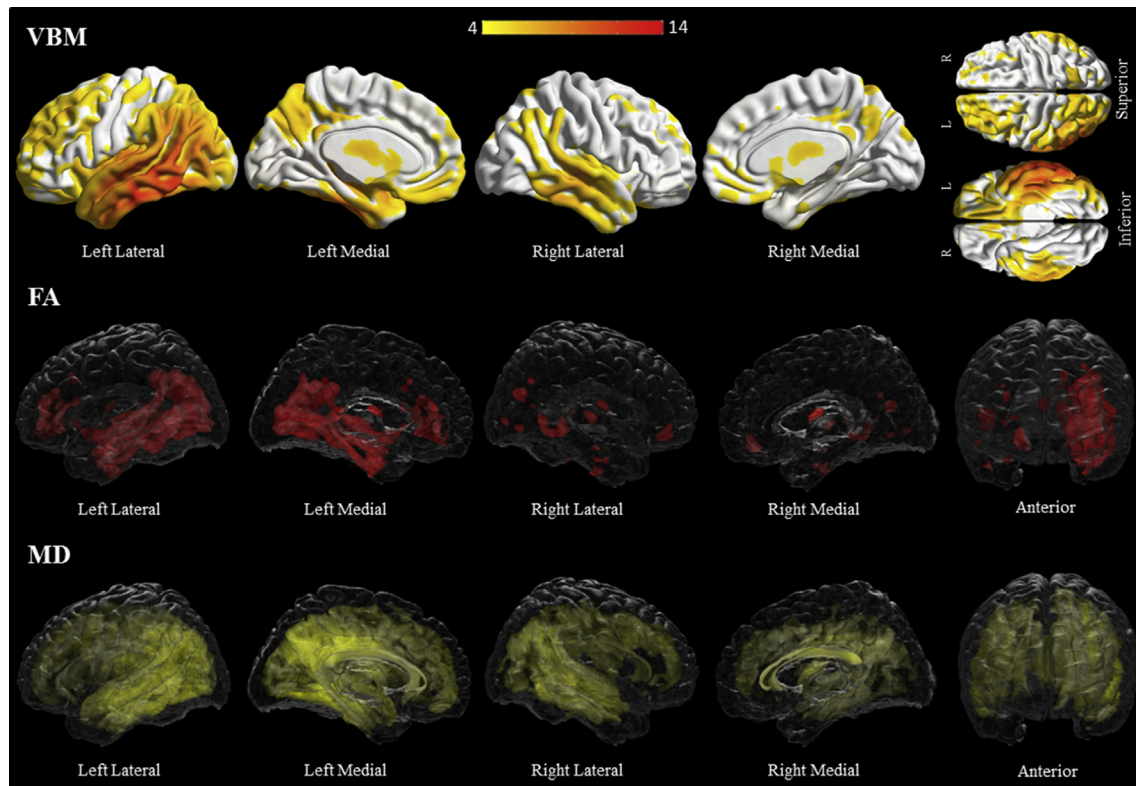 VBM
4 14
Left Lateral Left Medial Right Lateral Right Medial
R L Superior
L R Inferior
FA
Left Lateral Left Medial Right Lateral Right Medial Anterior
MD
Left Lateral Left Medial Right Lateral Right Medial Anterior